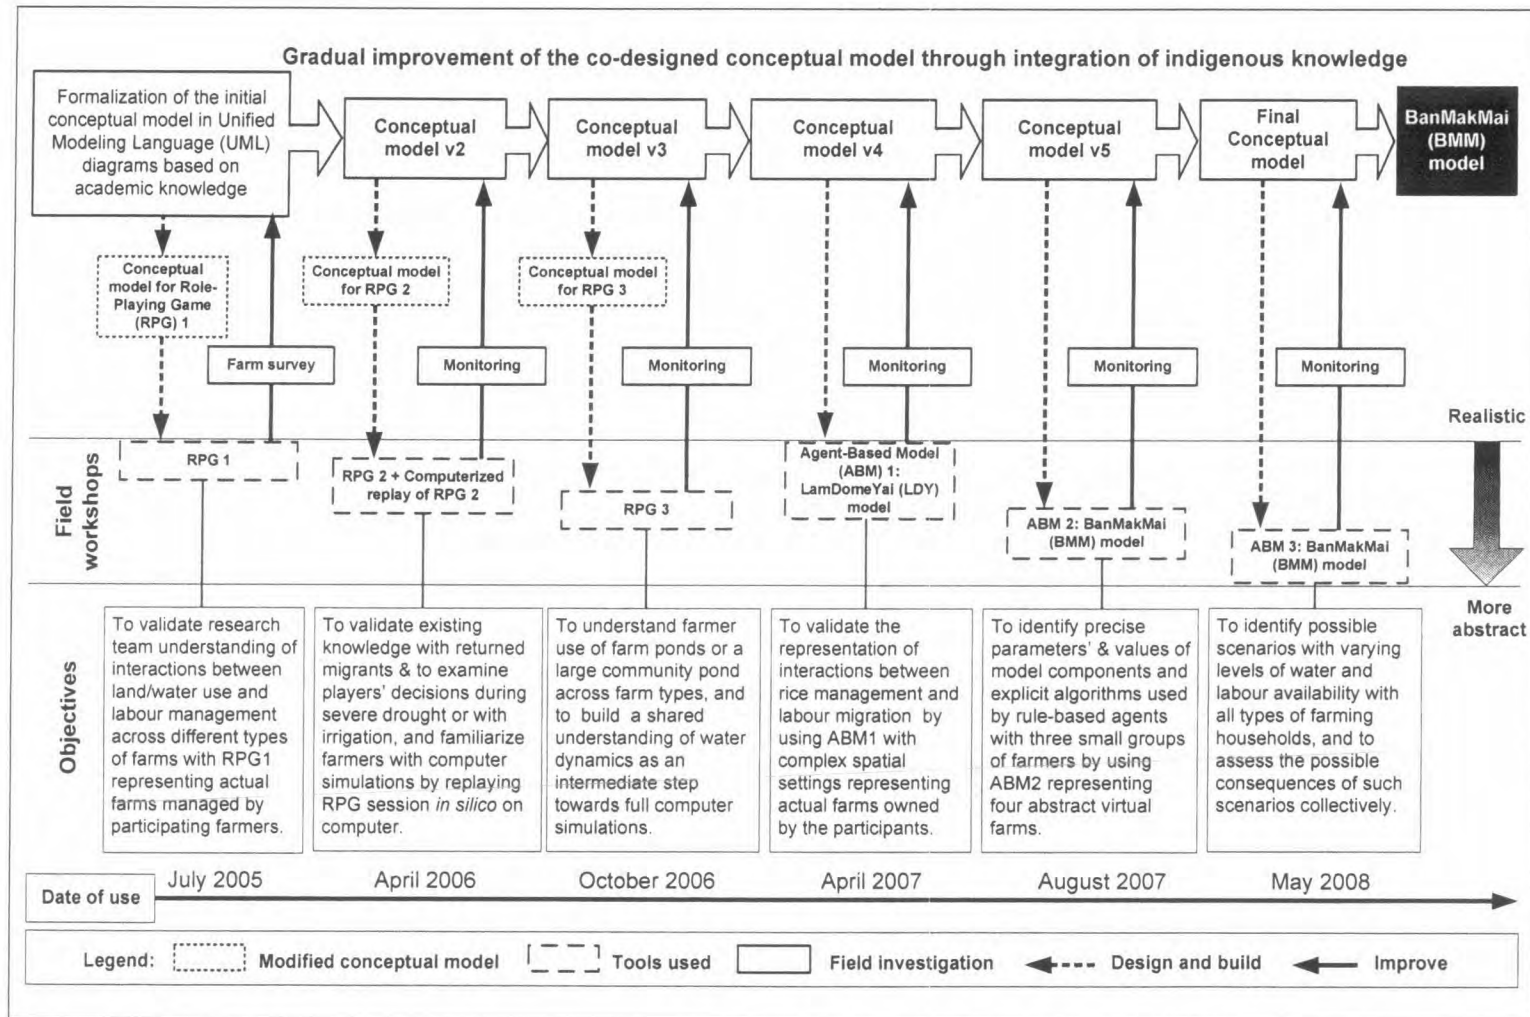 Gradual improvement of the co-designed conceptual model through integration of indigenous knowledge
Formalization of the initial
conceptual model in Unified
Modeling Language (UML)
diagrams based on
academic knowledge
Conceptual
model v2
Conceptual
model v3
Conceptual
model v4
Conceptual
model v5
Final
Conceptual
model
BanMakMai
(BMM)
model
Conceptual
model for Role-
Playing Game
(RPG) 1
Conceptual model
for RPG 2
Conceptual model
for RPG 3
Farm survey
Monitoring
Monitoring
Monitoring
Monitoring
Monitoring
Realistic
More
abstract
Field
workshops
RPG 1
RPG 2 + Computerized
replay of RPG 2
RPG 3
Agent-Based Model
(ABM) 1:
LamDomeYai (LDY)
model
ABM 2: BanMakMai
(BMM) model
ABM 3: BanMakMai
(BMM) model
Objectives
To validate research
team understanding of
interactions between
land/water use and
labour management
across different types
of farms with RPG1
representing actual
farms managed by
participating farmers.
To validate existing
knowledge with returned
migrants & to examine
players' decisions during
severe drought or with
irrigation, and familiarize
farmers with computer
simulations by replaying
RPG session in silico on
computer.
To understand farmer
use of farm ponds or a
large community pond
across farm types, and
to build a shared
understanding of water
dynamics as an
intermediate step
towards full computer
simulations.
To validate the
representation of
interactions between
rice management and
labour migration by
using ABM1 with
complex spatial
settings representing
actual farms owned
by the participants.
To identify precise
parameters' & values of
model components and
explicit algorithms used
by rule-based agents
with three small groups
of farmers by using
ABM2 representing
four abstract virtual
farms.
To identify possible
scenarios with varying
levels of water and
labour availability with
all types of farming
households, and to
assess the possible
consequences of such
scenarios collectively.
Date of use
July 2005
April 2006
October 2006
April 2007
August 2007
May 2008
Legend:
Modified conceptual model
Tools used
Field investigation
Design and build
Improve